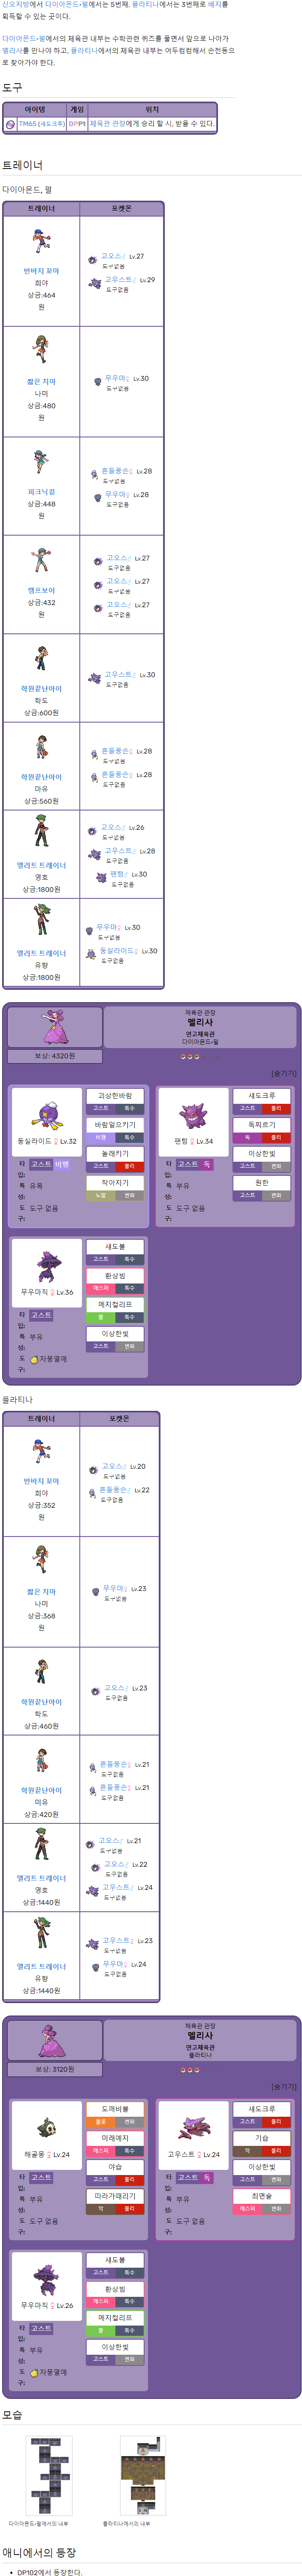 신오지방에서 다이아몬드·펄에서는 5번째, 플라티나에서는 3번째로 배지를
획득할 수 있는 곳이다.
다이아몬드·펄에서의 체육관 내부는 수학관련 퀴즈를 풀면서 앞으로 나아가
멜리사를 만나야 하고, 플라티나에서의 체육관 내부는 어두컴컴해서 손전등으
로 찾아가야 한다.
도구
아이템 게임 위치
TM65 (섀도크루) DPPt 체육관 관장에게 승리 할 시, 받을 수 있다.
트레이너
다이아몬드, 펄
트레이너 포켓몬
반바지 꼬마
희야
상금:464
원
고오스♂ Lv.27
도구없음
고우스트♂ Lv.29
도구없음
짧은 치마
나미
상금:480
원
무우마♀ Lv.30
도구없음
피크닉걸
상금:448
원
흔들풍손♀ Lv.28
도구없음
무우마♀ Lv.28
도구없음
캠프보이
상금:432
원
고오스♂ Lv.27
도구없음
고오스♂ Lv.27
도구없음
고오스♂ Lv.27
도구없음
학원끝난아이
학도
상금:600원
고우스트♂ Lv.30
도구없음
학원끝난아이
마유
상금:560원
흔들풍손♀ Lv.28
도구없음
흔들풍손♀ Lv.28
도구없음
엘리트 트레이너
영호
상금:1800원
고오스♂ Lv.26
도구없음
고우스트♂ Lv.28
도구없음
팬텀♂ Lv.30
도구없음
엘리트 트레이너
유향
상금:1800원
무우마♀ Lv.30
도구없음
둥실라이드♀ Lv.30
도구없음
체육관 관장
멜리사
연고체육관
다이아몬드·펄
보상: 4320원
[숨기기]
둥실라이드♀ Lv.32
타입: 고스트 비행
특성: 유폭
도구: 도구 없음
괴상한바람
고스트 특수
바람일으키기
비행 특수
놀래키기
고스트 물리
작아지기
노말 변화
팬텀♂ Lv.34
타입: 고스트 독
특성: 부유
도구: 도구 없음
섀도크루
고스트 물리
독찌르기
독 물리
이상한빛
고스트 변화
원한
고스트 변화
무우마직♀ Lv.36
타입: 고스트
특성: 부유
도구: 자뭉열매
섀도볼
고스트 특수
환상빔
에스퍼 특수
매지컬리프
풀 특수
이상한빛
고스트 변화
플라티나
트레이너 포켓몬
반바지 꼬마
희야
상금:352
원
고오스♂ Lv.20
도구없음
흔들풍손♂ Lv.22
도구없음
짧은 치마
나미
상금:368
원
무우마♀ Lv.23
도구없음
학원끝난아이
학도
상금:460원
고오스♂ Lv.23
도구없음
학원끝난아이
미유
상금:420원
흔들풍손♀ Lv.21
도구없음
흔들풍손♀ Lv.21
도구없음
엘리트 트레이너
영호
상금:1440원
고오스♂ Lv.21
도구없음
고오스♂ Lv.22
도구없음
고우스트♂ Lv.24
도구없음
엘리트 트레이너
유향
상금:1440원
고우스트♀ Lv.23
도구없음
무우마♀ Lv.24
도구없음
체육관 관장
멜리사
연고체육관
플라티나
보상: 3120원
[숨기기]
해골몽♀ Lv.24
타입: 고스트
특성: 부유
도구: 도구 없음
도깨비불
불꽃 변화
미래예지
에스퍼 특수
야습
고스트 물리
따라가때리기
악 물리
고우스트♂ Lv.24
타입: 고스트 독
특성: 부유
도구: 도구 없음
섀도크루
고스트 물리
기습
악 물리
이상한빛
고스트 변화
최면술
에스퍼 변화
무우마직♀ Lv.26
타입: 고스트
특성: 부유
도구: 자뭉열매
섀도볼
고스트 특수
환상빔
에스퍼 특수
매지컬리프
풀 특수
이상한빛
고스트 변화
모습
다이아몬드·펄에서의 내부
플라티나에서의 내부
애니에서의 등장
• DP102에서 등장한다.